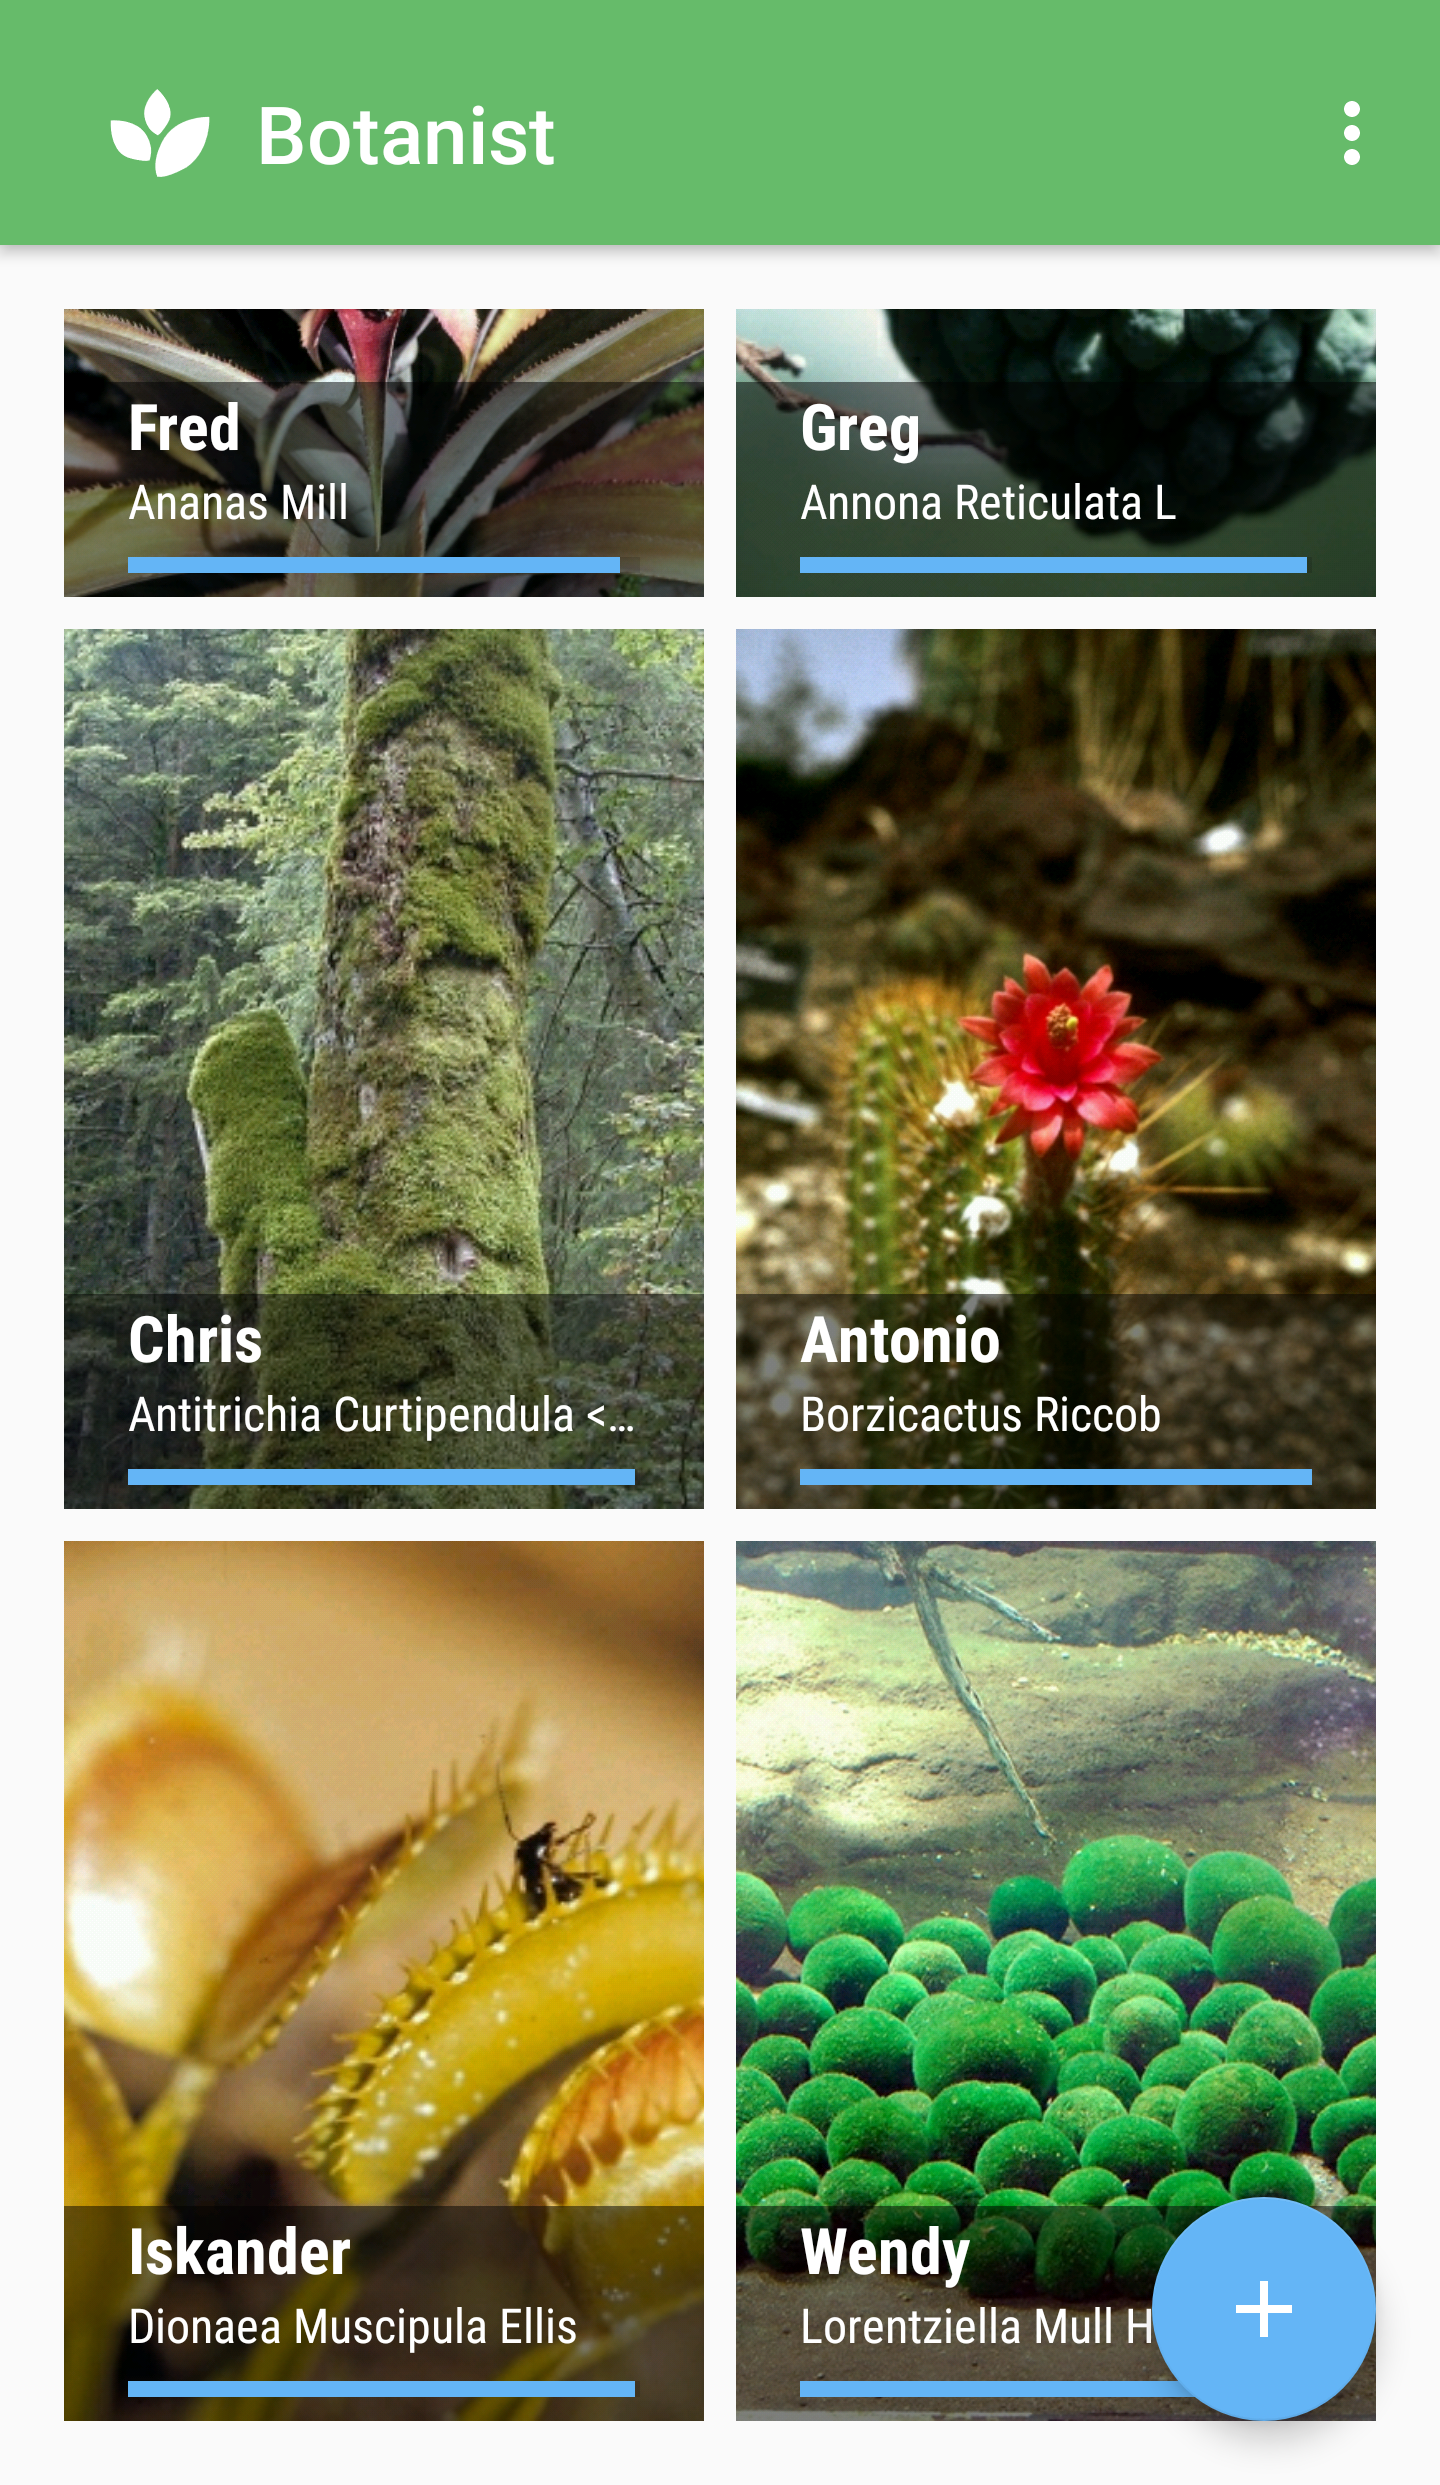 Botanist
Fred
Ananas Mill
Greg
Annona Reticulata L
Chris
Antitrichia Curtipendula <...
Antonio
Borzicactus Riccob
Iskander
Dionaea Muscipula Ellis
Wendy
Lorentziella Mull H